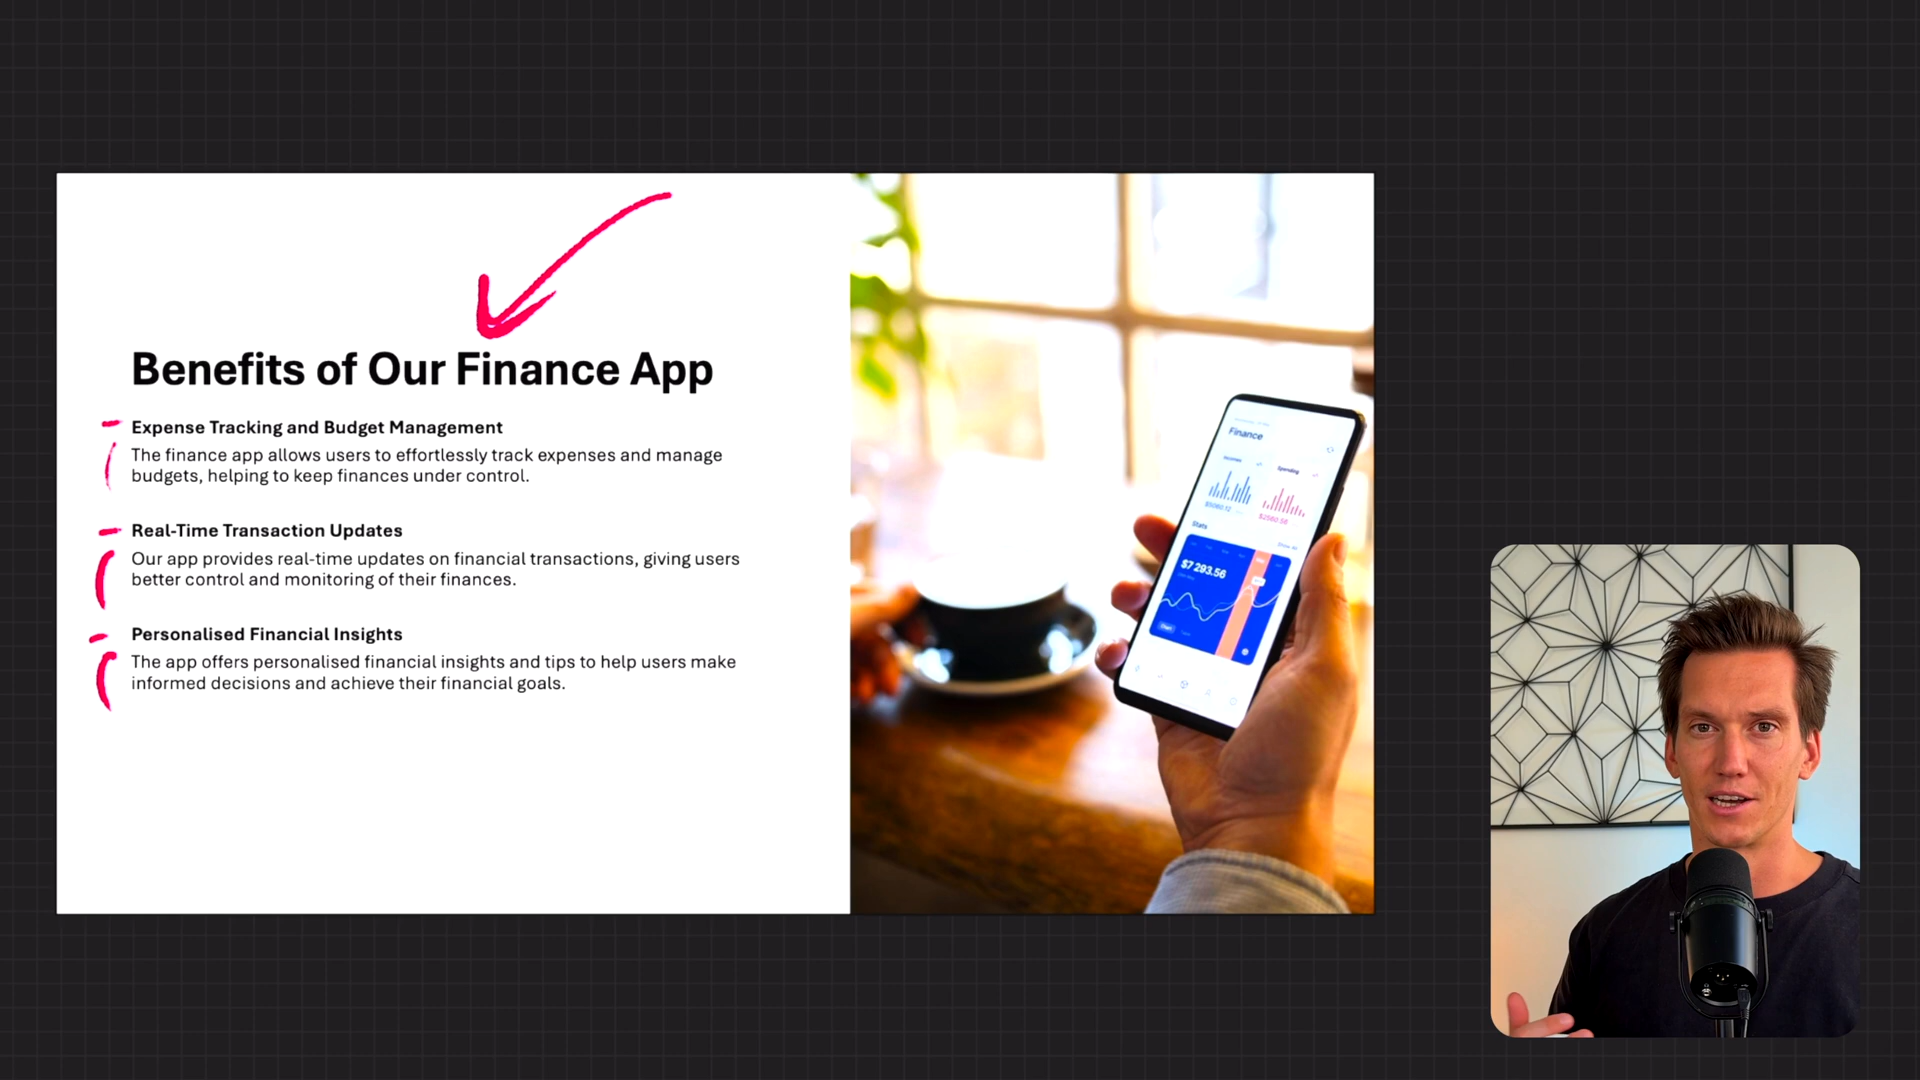 Benefits of Our Finance App
Expense Tracking and Budget Management
The finance app allows users to effortlessly track expenses and manage
budgets, helping to keep finances under control.
Real-Time Transaction Updates
Our app provides real-time updates on financial transactions, giving users
better control and monitoring of their finances.
Personalised Financial Insights
The app offers personalised financial insights and tips to help users make
informed decisions and achieve their financial goals.
Finance
Spending
Stats
$7 293.56